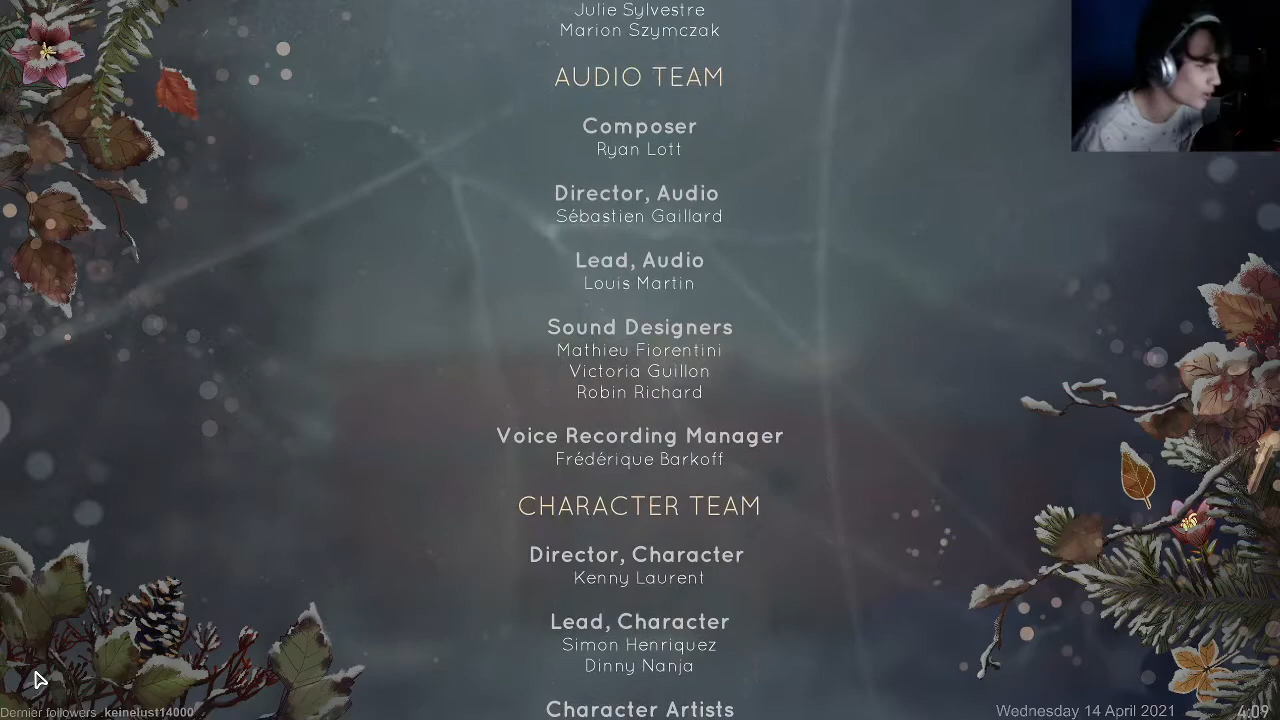 Julie Sylvestre
Marion Szymczak
AUDIO TEAM
Composer
Ryan Lott
Director, Audio
Sébastien Gaillard
Lead, Audio
Louis Martin
Sound Designers
Mathieu Fiorentini
Victoria Guillon
Robin Richard
Voice Recording Manager
Frédérique Barkoff
CHARACTER TEAM
Director, Character
Kenny Laurent
Lead, Character
Simon Henriquez
Dinny Nanja
Character Artists
Dernier followers :keinelust14000
Wednesday 14 April 2021
4:09